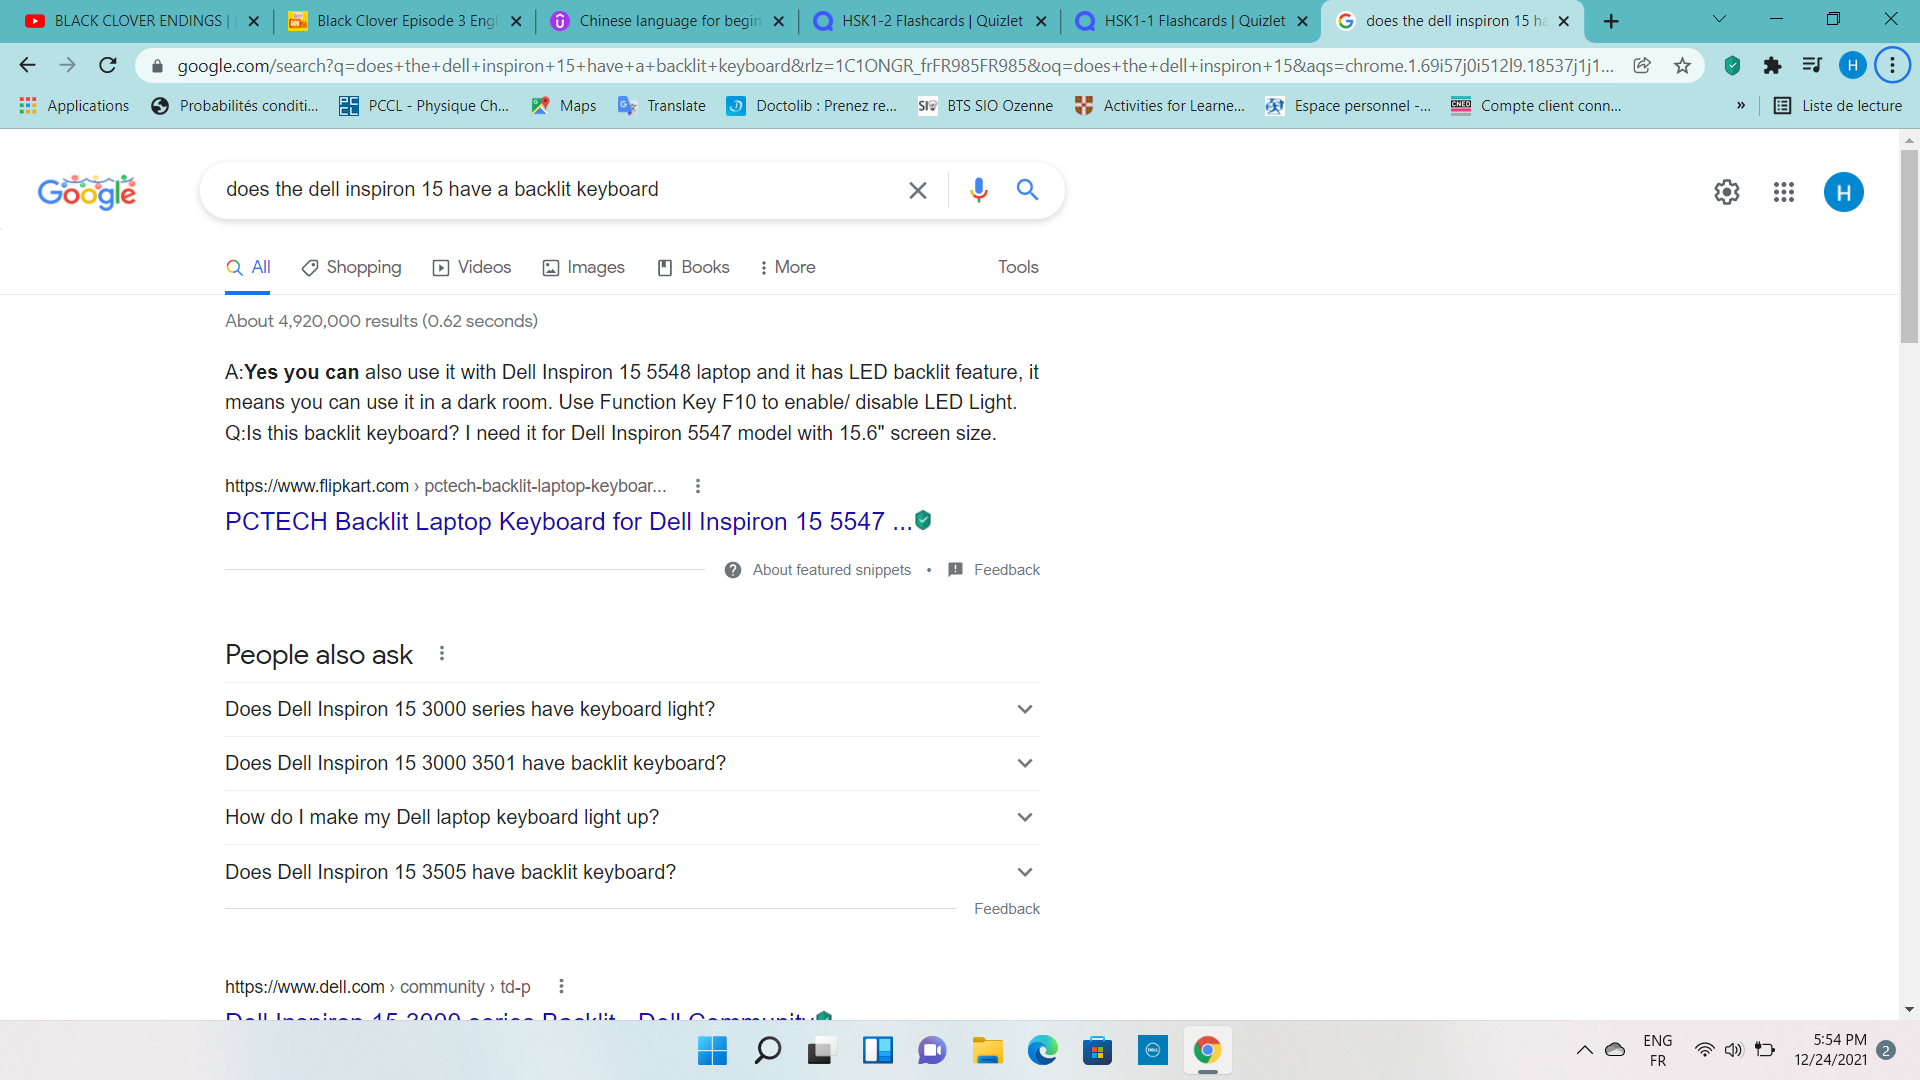 BLACK CLOVER ENDINGS |
Black Clover Episode 3 Engl
Chinese language for begin
HSK1-2 Flashcards | Quizlet
HSK1-1 Flashcards | Quizlet
does the dell inspiron 15 ha
google.com/search?q=does+the+dell+inspiron+15+have+a+backlit+keyboard&rlz=1C1ONGR_frFR985FR985&oq=does+the+dell+inspiron+15&aqs=chrome.1.69i57j0i512l9.18537j1j1...
H
Applications
Probabilités conditi...
PCCL - Physique Ch...
Maps
Translate
Doctolib : Prenez re...
BTS SIO Ozenne
Activities for Learne...
Espace personnel -...
Compte client conn...
»
Liste de lecture
Google
does the dell inspiron 15 have a backlit keyboard
H
All
Shopping
Videos
Images
Books
More
Tools
About 4,920,000 results (0.62 seconds)
A:Yes you can also use it with Dell Inspiron 15 5548 laptop and it has LED backlit feature, it
means you can use it in a dark room. Use Function Key F10 to enable/ disable LED Light.
Q:Is this backlit keyboard? I need it for Dell Inspiron 5547 model with 15.6" screen size.
https://www.flipkart.com › pctech-backlit-laptop-keyboar...
PCTECH Backlit Laptop Keyboard for Dell Inspiron 15 5547 ...
About featured snippets • Feedback
People also ask
Does Dell Inspiron 15 3000 series have keyboard light?
Does Dell Inspiron 15 3000 3501 have backlit keyboard?
How do I make my Dell laptop keyboard light up?
Does Dell Inspiron 15 3505 have backlit keyboard?
Feedback
https://www.dell.com › community › td-p
Dell Inspiron 15 3000 series Backlit - Dell Community
ENG
FR
5:54 PM
12/24/2021
2